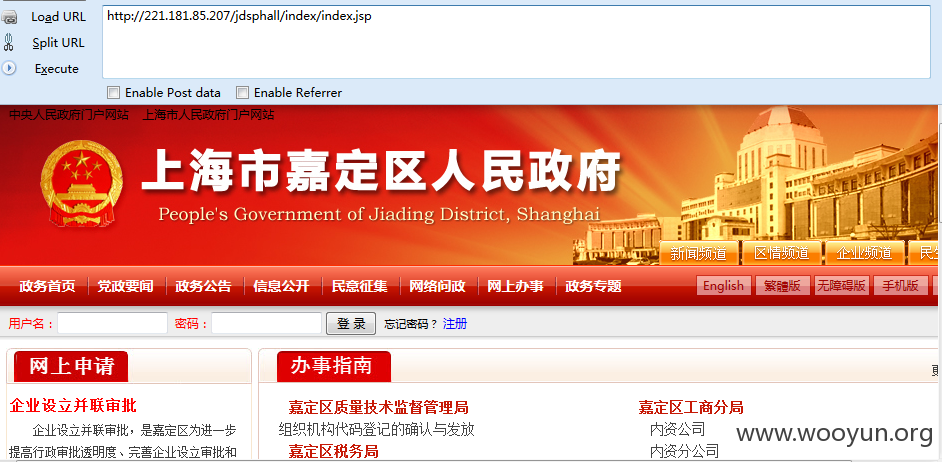 Load URL
http://221.181.85.207/jdsphall/index/index.jsp
Split URL
Execute
Enable Post data Enable Referrer
中央人民政府门户网站 上海市人民政府门户网站
上海市嘉定区人民政府
People's Government of Jiading District, Shanghai
新闻频道 区情频道 企业频道 民生
政务首页 党政要闻 政务公告 信息公开 民意征集 网络问政 网上办事 政务专题 English 繁體版 无障碍版 手机版
用户名： 密码： 登 录 忘记密码？ 注册
网上申请 办事指南
企业设立并联审批 嘉定区质量技术监督管理局 嘉定区工商分局
企业设立并联审批，是嘉定区为进一步 组织机构代码登记的确认与发放 内资公司
提高行政审批透明度、完善企业设立审批和 嘉定区税务局 内资分公司
www.wooyun.org